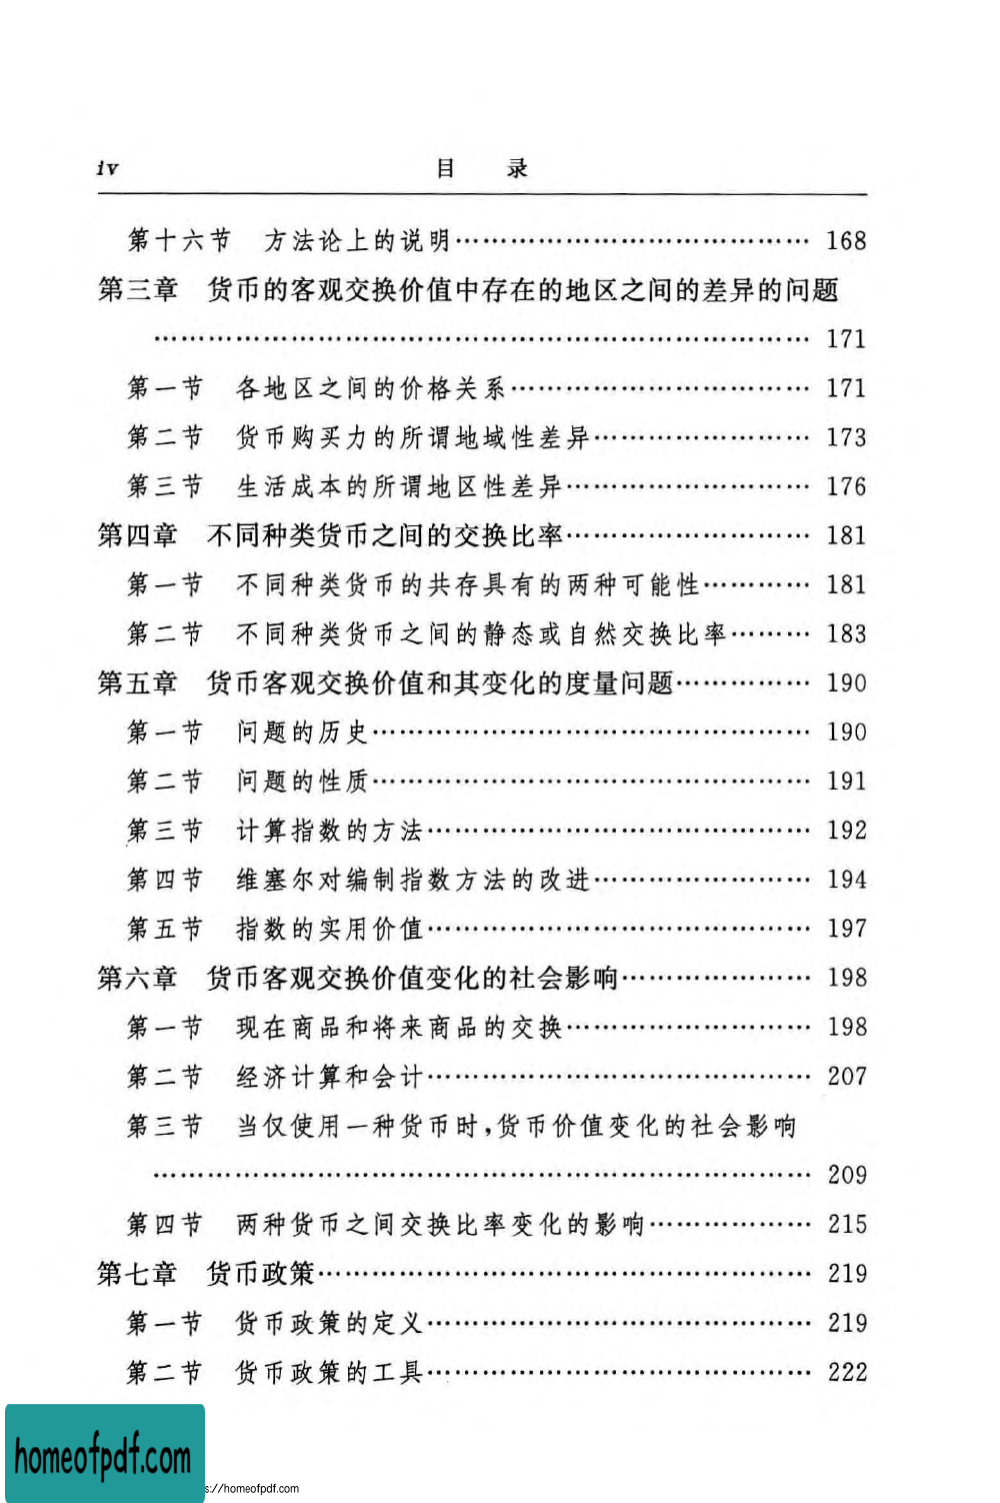 iv 目 录
第十六节 方法论上的说明…………………………………… 168
第三章 货币的客观交换价值中存在的地区之间的差异的问题
…………………………………………………………………… 171
第一节 各地区之间的价格关系……………………………… 171
第二节 货币购买力的所谓地域性差异……………………… 173
第三节 生活成本的所谓地区性差异………………………… 176
第四章 不同种类货币之间的交换比率………………………… 181
第一节 不同种类货币的共存具有的两种可能性………… 181
第二节 不同种类货币之间的静态或自然交换比率……… 183
第五章 货币客观交换价值和其变化的度量问题…………… 190
第一节 问题的历史…………………………………………… 190
第二节 问题的性质…………………………………………… 191
第三节 计算指数的方法……………………………………… 192
第四节 维塞尔对编制指数方法的改进……………………… 194
第五节 指数的实用价值……………………………………… 197
第六章 货币客观交换价值变化的社会影响………………… 198
第一节 现在商品和将来商品的交换………………………… 198
第二节 经济计算和会计……………………………………… 207
第三节 当仅使用一种货币时,货币价值变化的社会影响
…………………………………………………………………… 209
第四节 两种货币之间交换比率变化的影响……………… 215
第七章 货币政策………………………………………………… 219
第一节 货币政策的定义……………………………………… 219
第二节 货币政策的工具……………………………………… 222
homeofpdf.com
s://homeofpdf.com